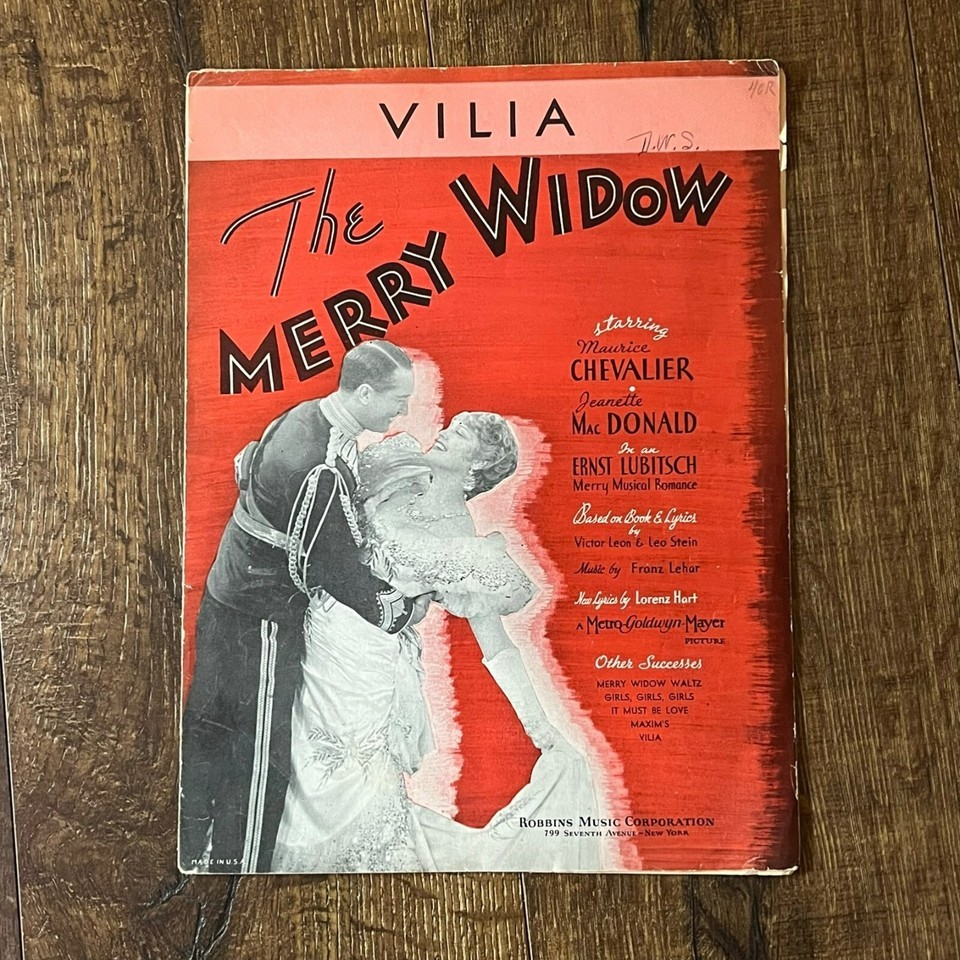 VILIA
D.W.S.
The
MERRY WIDOW
starring
Maurice
CHEVALIER
Jeanette
MAC DONALD
In an
ERNST LUBITSCH
Merry Musical Romance
Based on Book & Lyrics
by
Victor Leon & Leo Stein
Music by Franz Lehar
New Lyrics by Lorenz Hart
A Metro-Goldwyn-Mayer
PICTURE
Other Successes
MERRY WIDOW WALTZ
GIRLS, GIRLS, GIRLS
IT MUST BE LOVE
MAXIM'S
VILIA
ROBBINS MUSIC CORPORATION
799 SEVENTH AVENUE - NEW YORK
MADE IN U.S.A